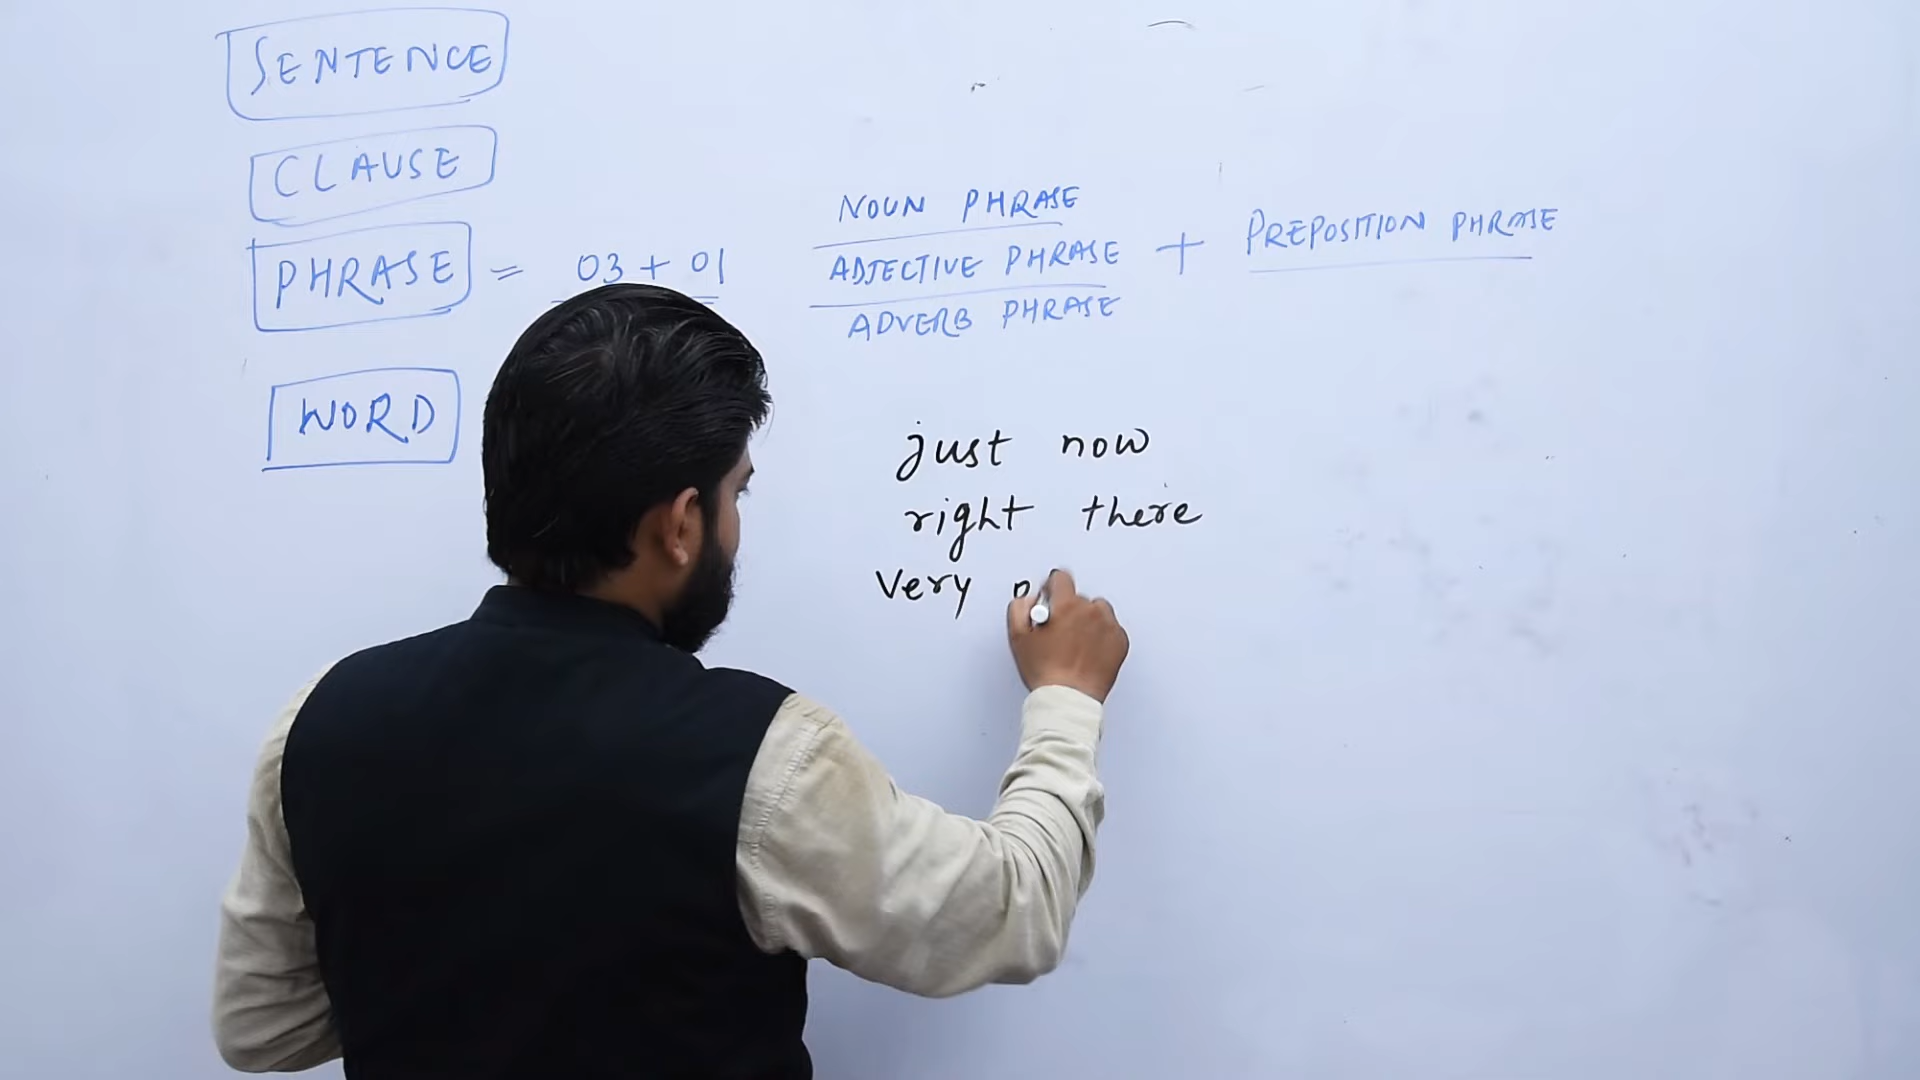 SENTENCE
CLAUSE
PHRASE = 03 + 01
NOUN PHRASE
ADJECTIVE PHRASE + PREPOSITION PHRASE
ADVERB PHRASE
WORD
just now
right there
Very